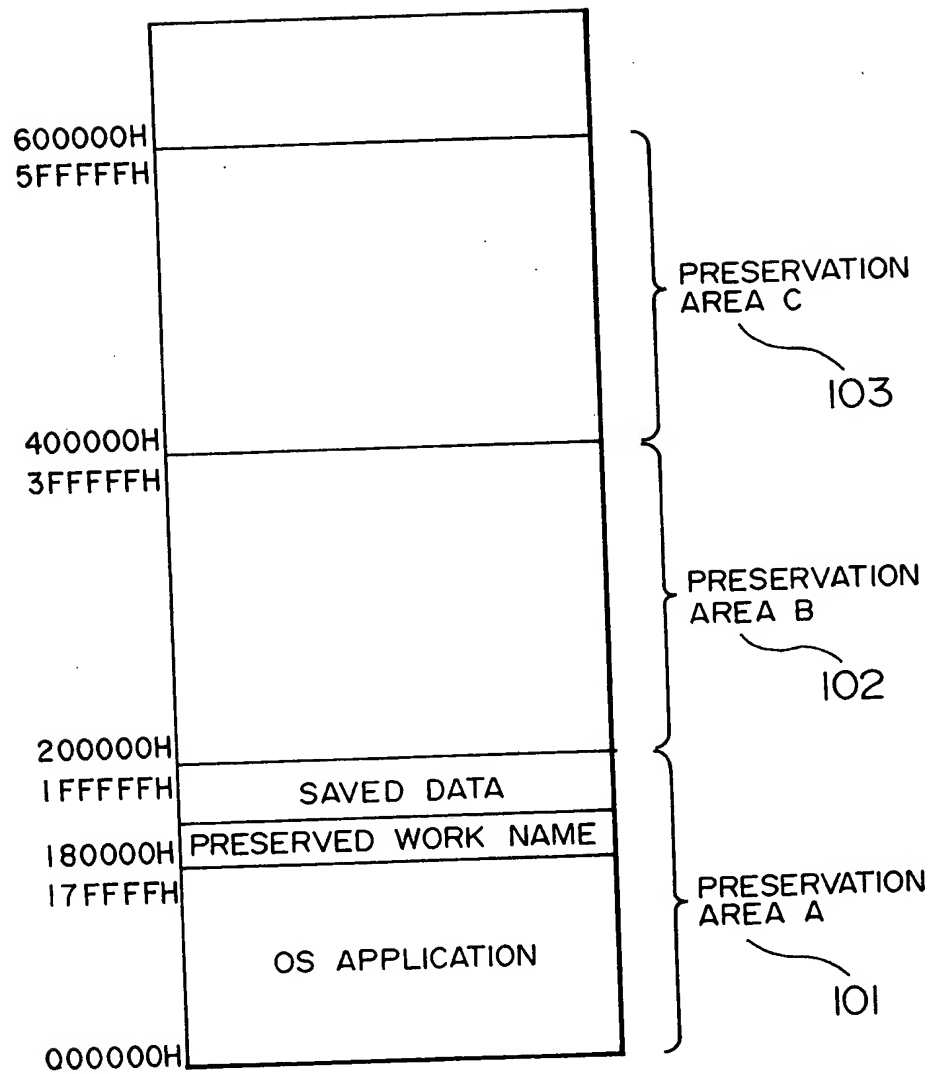 600000H
5FFFFFH
PRESERVATION
AREA C
103
400000H
3FFFFFH
PRESERVATION
AREA B
102
200000H
1FFFFFH
SAVED DATA
180000H
PRESERVED WORK NAME
17FFFFH
PRESERVATION
AREA A
OS APPLICATION
101
000000H